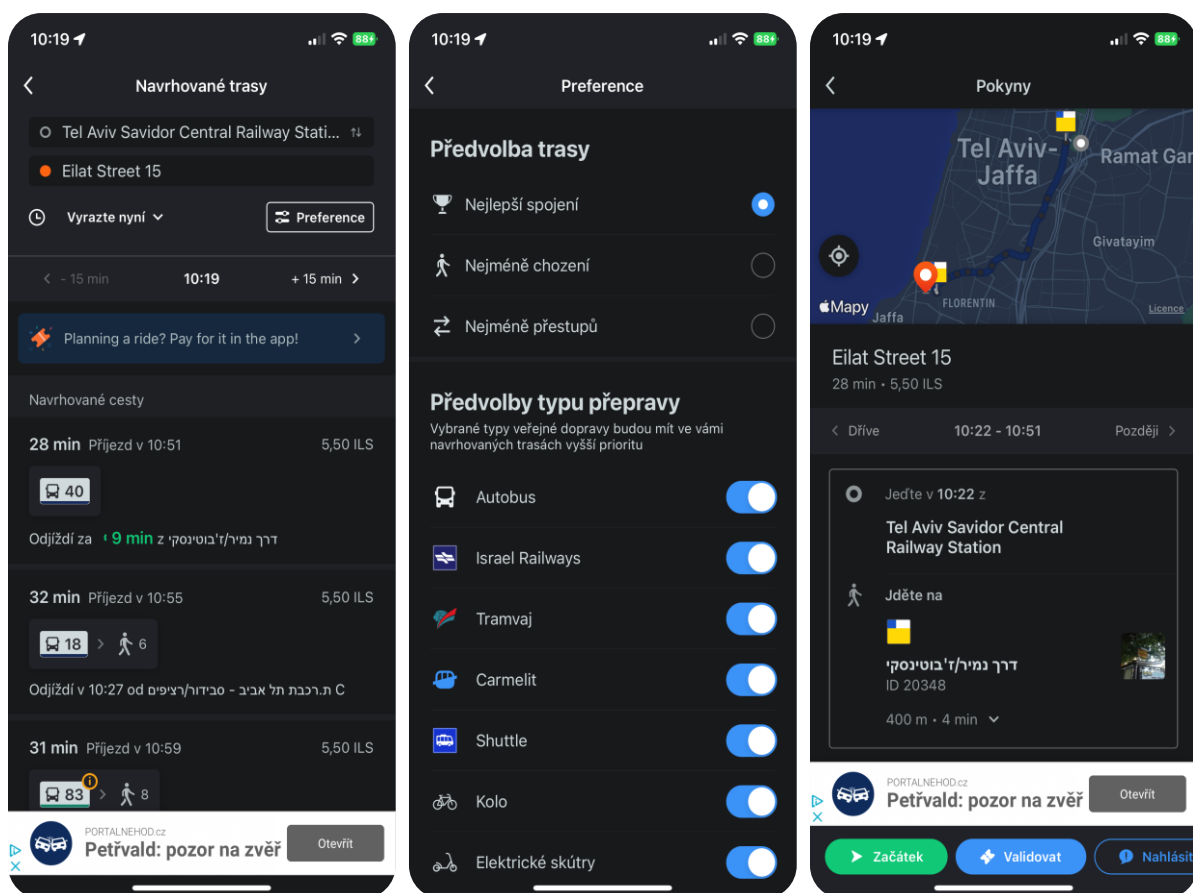 10:19
88
Navrhované trasy
Tel Aviv Savidor Central Railway Stati...
Eilat Street 15
Vyrazte nyní
Preference
- 15 min
10:19
+ 15 min
Planning a ride? Pay for it in the app!
Navrhované cesty
28 min Příjezd v 10:51 5,50 ILS
40
Odjíždí za 9 min z דרך נמיר/ז'בוטינסקי
32 min Příjezd v 10:55 5,50 ILS
18 > 6
Odjíždí v 10:27 od ת.רכבת תל אביב - סבידור/רציפים C
31 min Příjezd v 10:59 5,50 ILS
83 > 8
PORTALNEHOD.cz
Petřvald: pozor na zvěř
Otevřít
10:19
88
Preference
Předvolba trasy
Nejlepší spojení
Nejméně chození
Nejméně přestupů
Předvolby typu přepravy
Vybrané typy veřejné dopravy budou mít ve vámi
navrhovaných trasách vyšší prioritu
Autobus
Israel Railways
Tramvaj
Carmelit
Shuttle
Kolo
Elektrické skútry
10:19
88
Pokyny
Tel Aviv-
Jaffa
Ramat Gan
Givatayim
FLORENTIN
Mapy
Jaffa
Licence
Eilat Street 15
28 min • 5,50 ILS
Dříve
10:22 - 10:51
Později
Jeďte v 10:22 z
Tel Aviv Savidor Central
Railway Station
Jděte na
דרך נמיר/ז'בוטינסקי
ID 20348
400 m • 4 min
PORTALNEHOD.cz
Petřvald: pozor na zvěř
Otevřít
Začátek
Validovat
Nahlásit